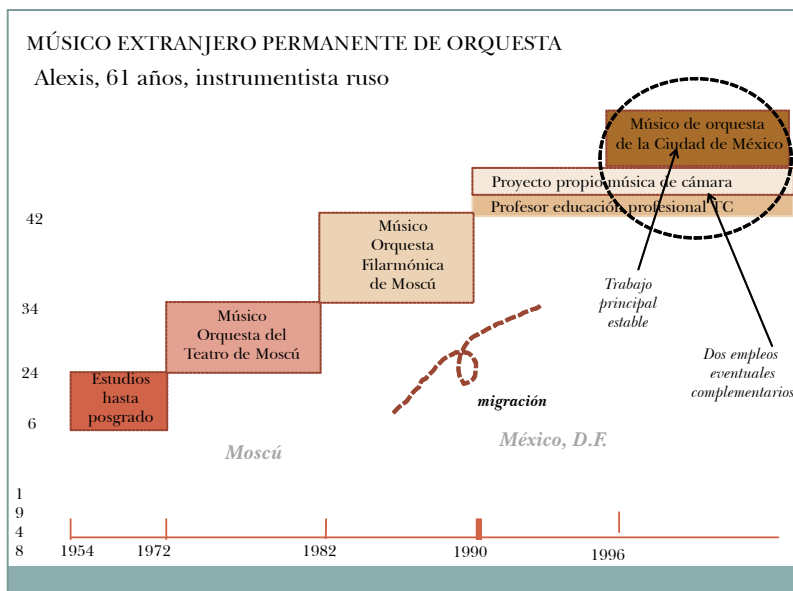 MÚSICO EXTRANJERO PERMANENTE DE ORQUESTA
Alexis, 61 años, instrumentista ruso
Músico de orquesta
de la Ciudad de México
Proyecto propio música de cámara
Profesor educación profesional TC
42
Músico
Orquesta
Filarmónica
de Moscú
Trabajo
principal
estable
34
Músico
Orquesta del
Teatro de Moscú
Dos empleos
eventuales
complementarios
24
Estudios
hasta
posgrado
6
migración
Moscú
México, D.F.
1
9
4
8
1954
1972
1982
1990
1996